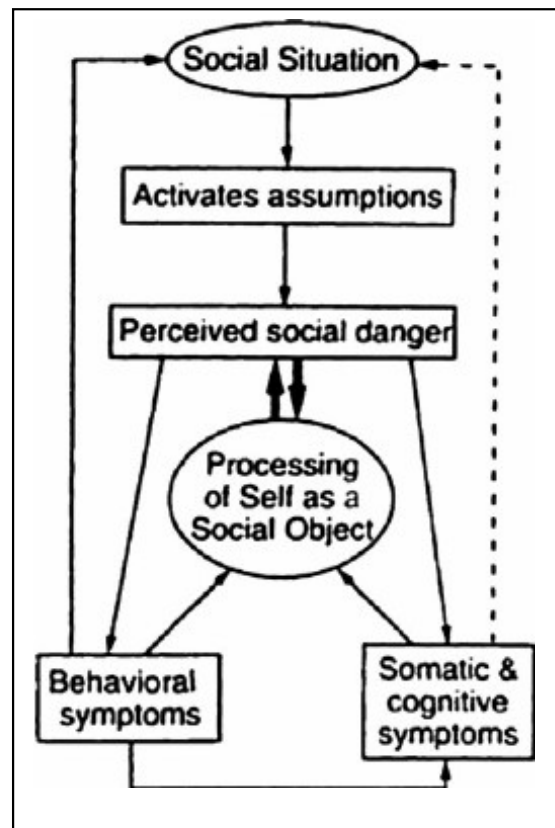 Social Situation
Activates assumptions
Perceived social danger
Processing
of Self as a
Social Object
Behavioral
symptoms
Somatic &
cognitive
symptoms